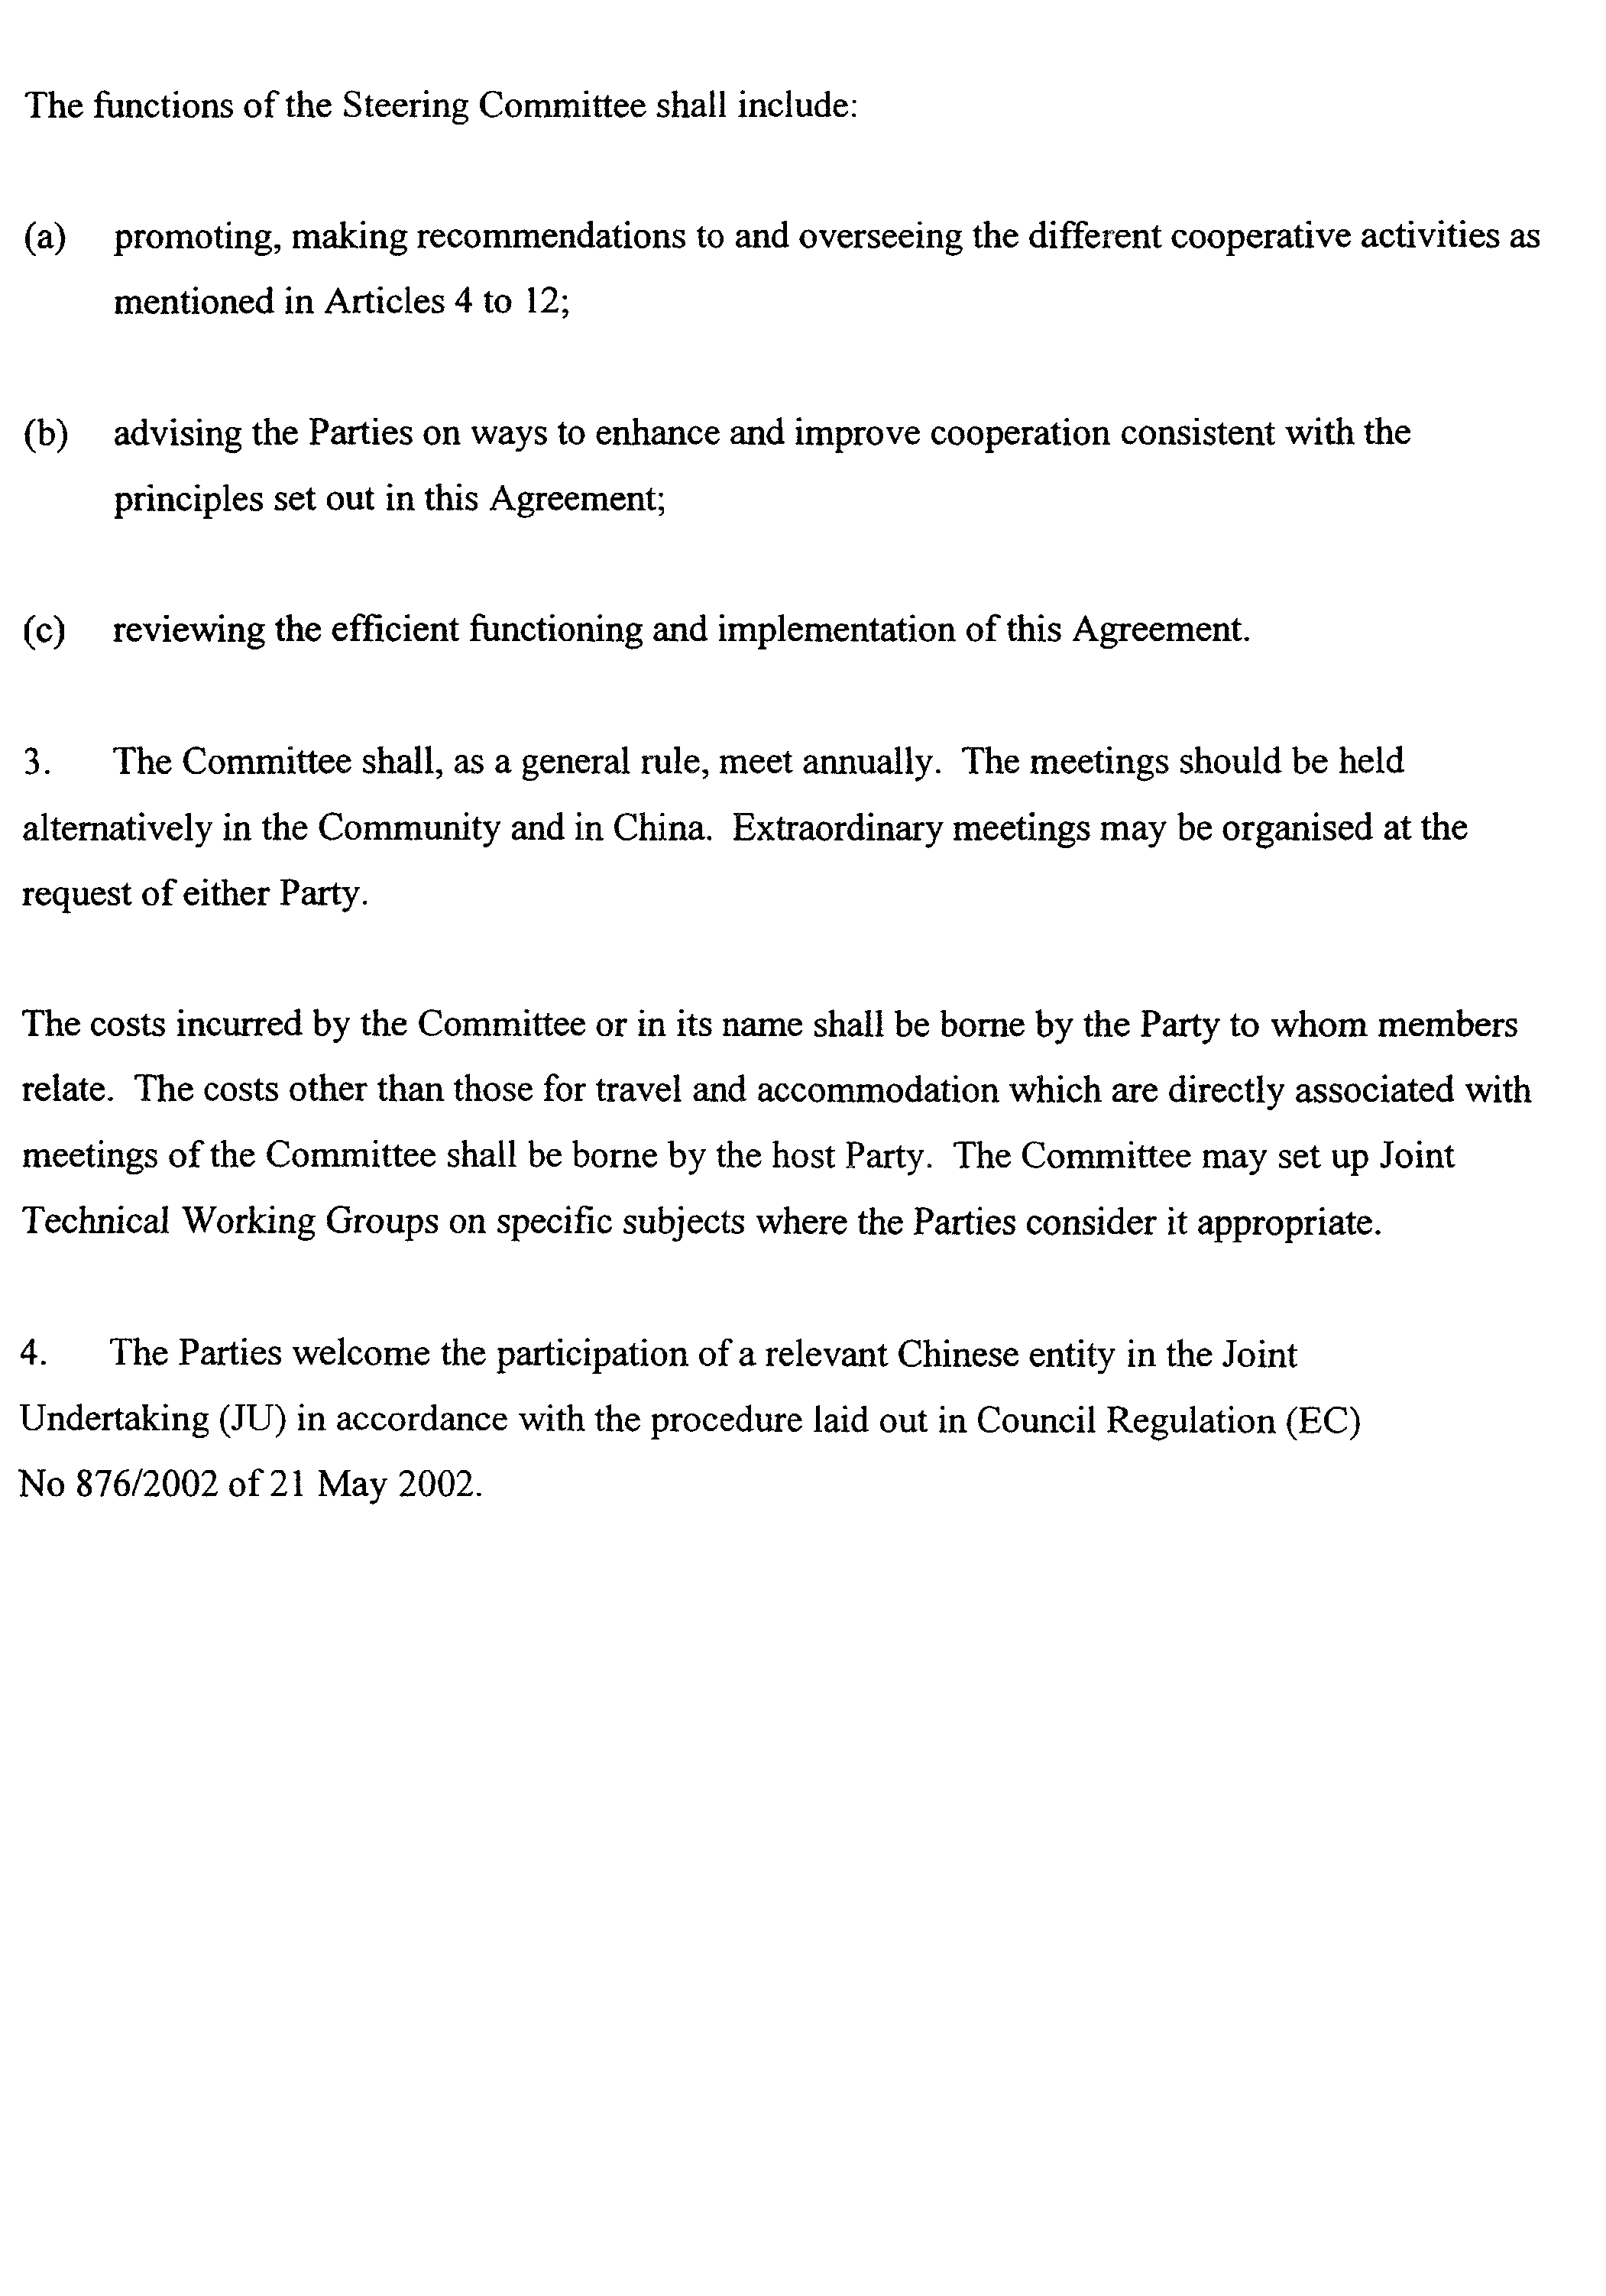 The functions of the Steering Committee shall include:
(a) promoting, making recommendations to and overseeing the different cooperative activities as
mentioned in Articles 4 to 12;
(b) advising the Parties on ways to enhance and improve cooperation consistent with the
principles set out in this Agreement;
(c) reviewing the efficient functioning and implementation of this Agreement.
3. The Committee shall, as a general rule, meet annually. The meetings should be held
alternatively in the Community and in China. Extraordinary meetings may be organised at the
request of either Party.
The costs incurred by the Committee or in its name shall be borne by the Party to whom members
relate. The costs other than those for travel and accommodation which are directly associated with
meetings of the Committee shall be borne by the host Party. The Committee may set up Joint
Technical Working Groups on specific subjects where the Parties consider it appropriate.
4. The Parties welcome the participation of a relevant Chinese entity in the Joint
Undertaking (JU) in accordance with the procedure laid out in Council Regulation (EC)
No 876/2002 of 21 May 2002.